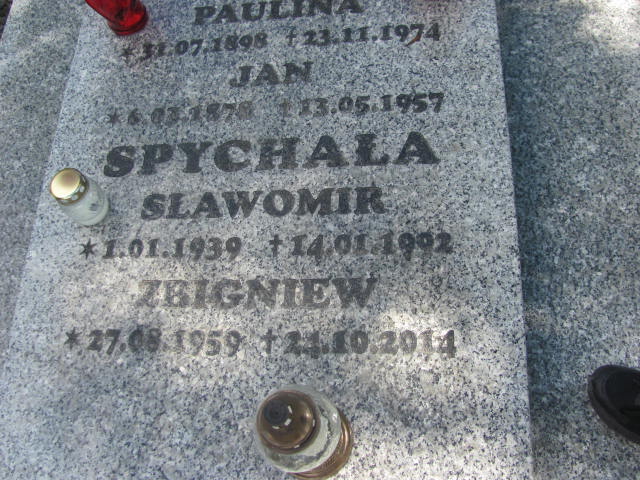 PAULINA
*31.07.1898 †23.11.1974
JAN
*6.03.1878 †13.05.1957
SPYCHAŁA
SŁAWOMIR
*1.01.1939 †14.01.1992
ZBIGNIEW
*27.08.1959 †24.10.2014